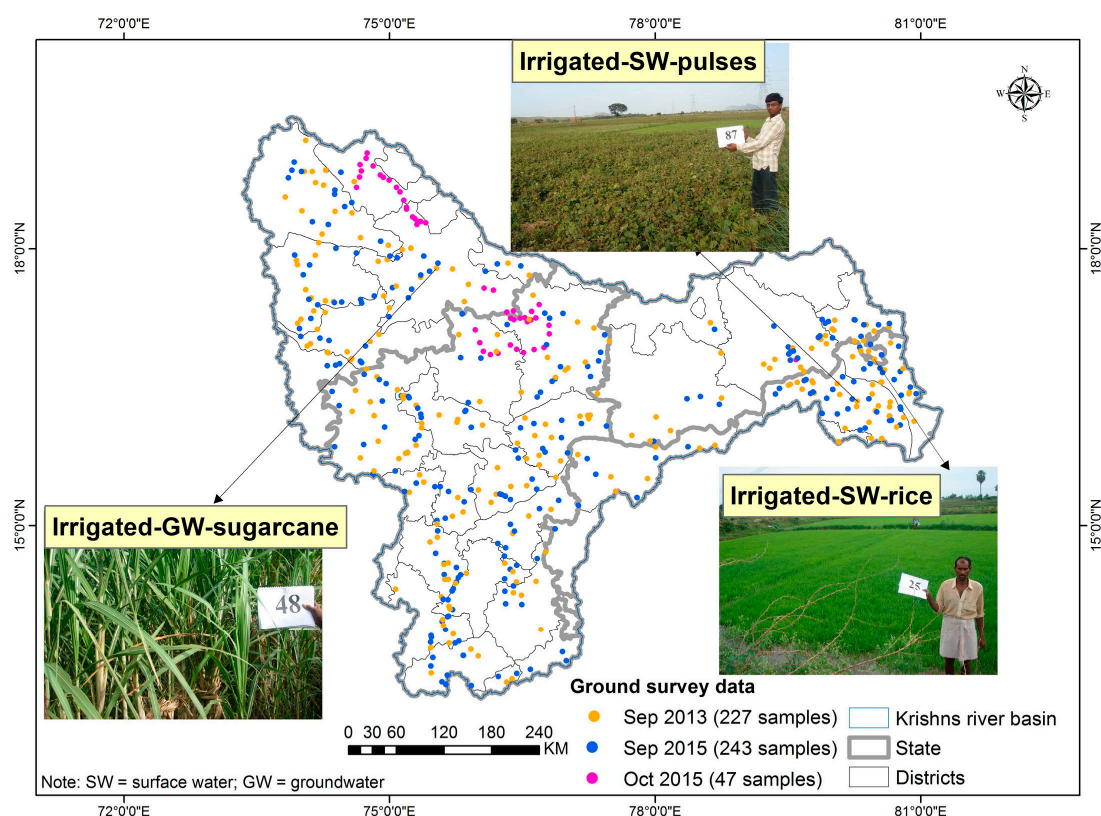 72°0'0"E 75°0'0"E 78°0'0"E 81°0'0"E
Irrigated-SW-pulses
N
W E
S
87
18°0'0"N 18°0'0"N
Irrigated-GW-sugarcane
48
Irrigated-SW-rice
25
15°0'0"N 15°0'0"N
Ground survey data
Sep 2013 (227 samples) Krishns river basin
Sep 2015 (243 samples) State
Oct 2015 (47 samples) Districts
0 30 60 120 180 240
KM
Note: SW = surface water; GW = groundwater
72°0'0"E 75°0'0"E 78°0'0"E 81°0'0"E